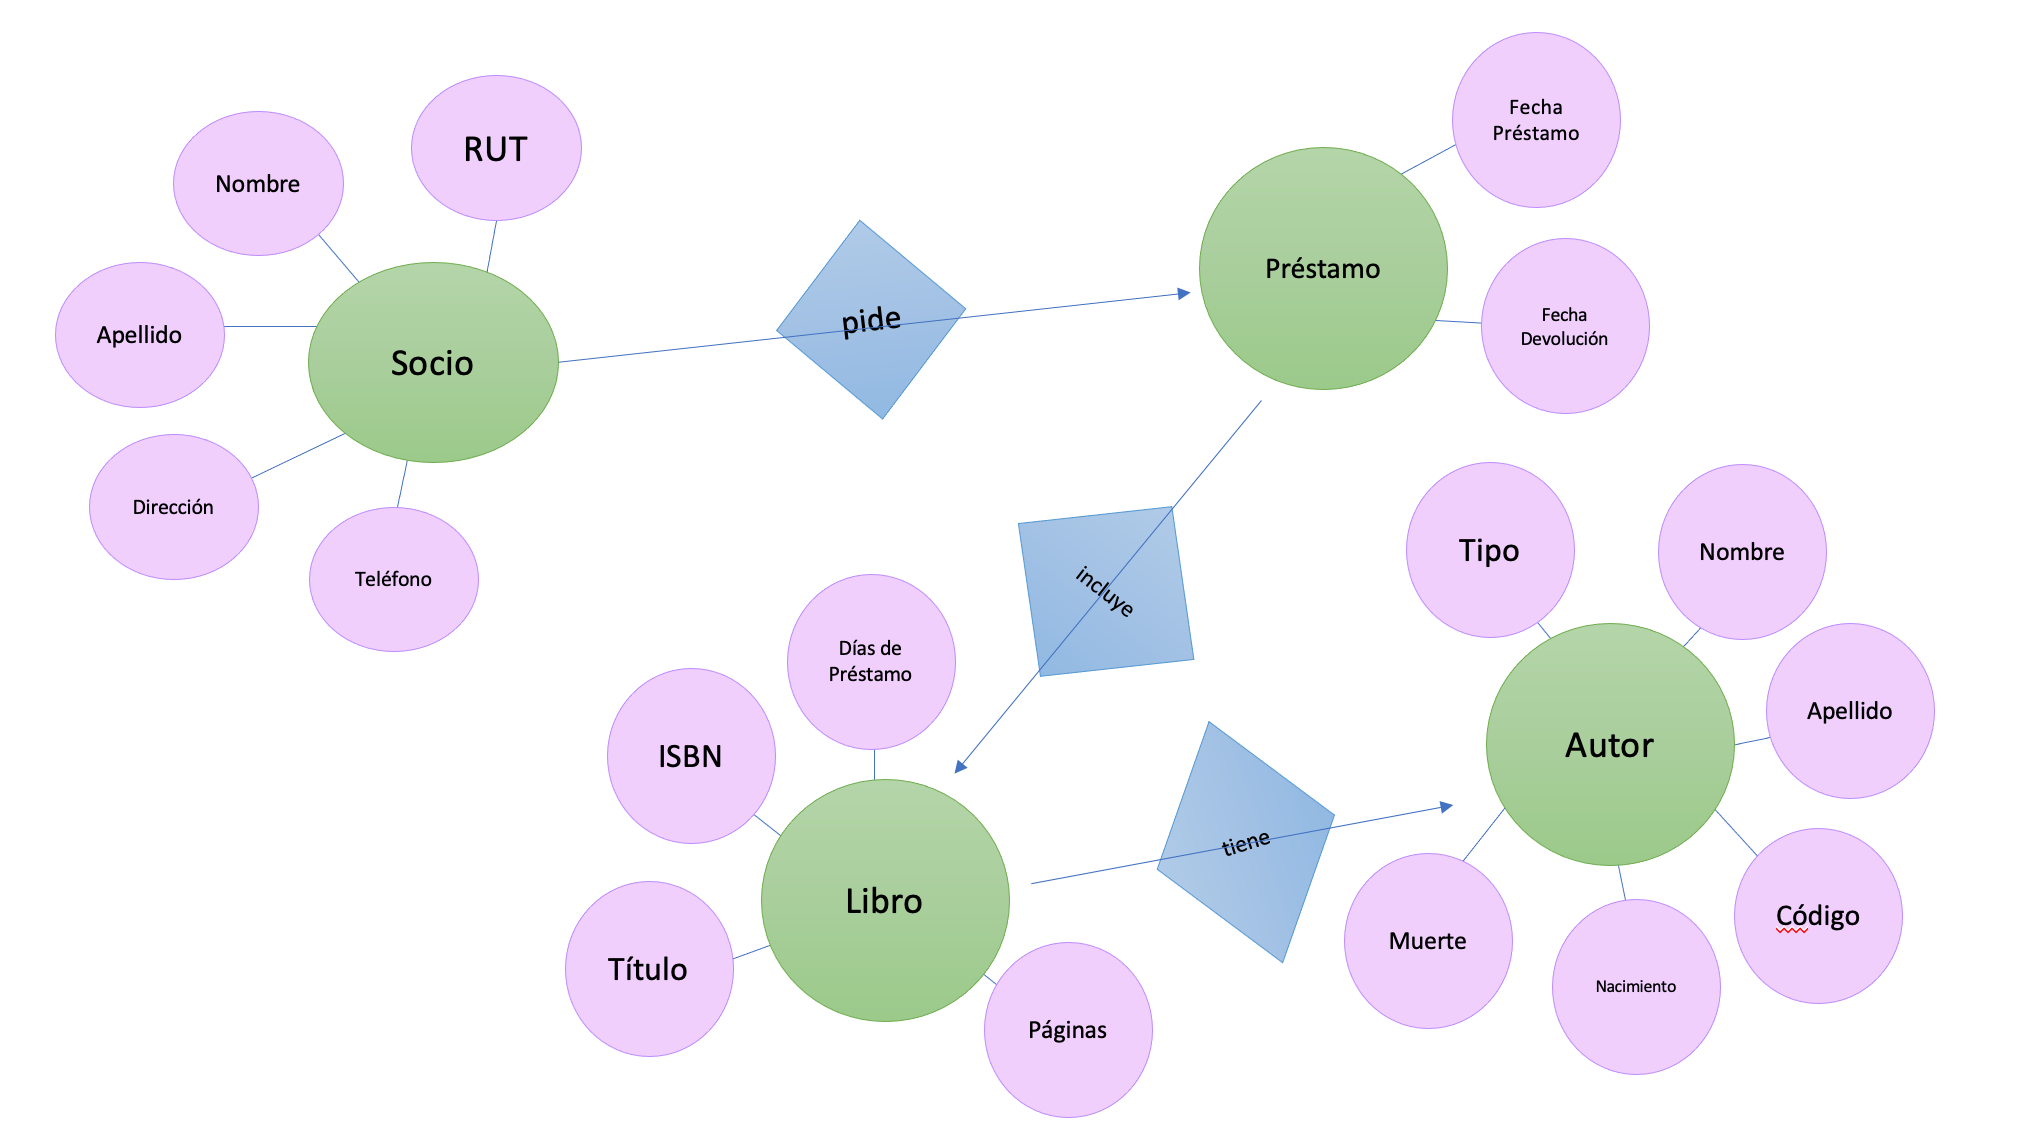 RUT
Nombre
Apellido
Socio
Dirección
Teléfono
pide
Préstamo
Fecha
Préstamo
Fecha
Devolución
incluye
Días de
Préstamo
ISBN
Libro
Título
Páginas
tiene
Tipo
Nombre
Apellido
Autor
Código
Nacimiento
Muerte